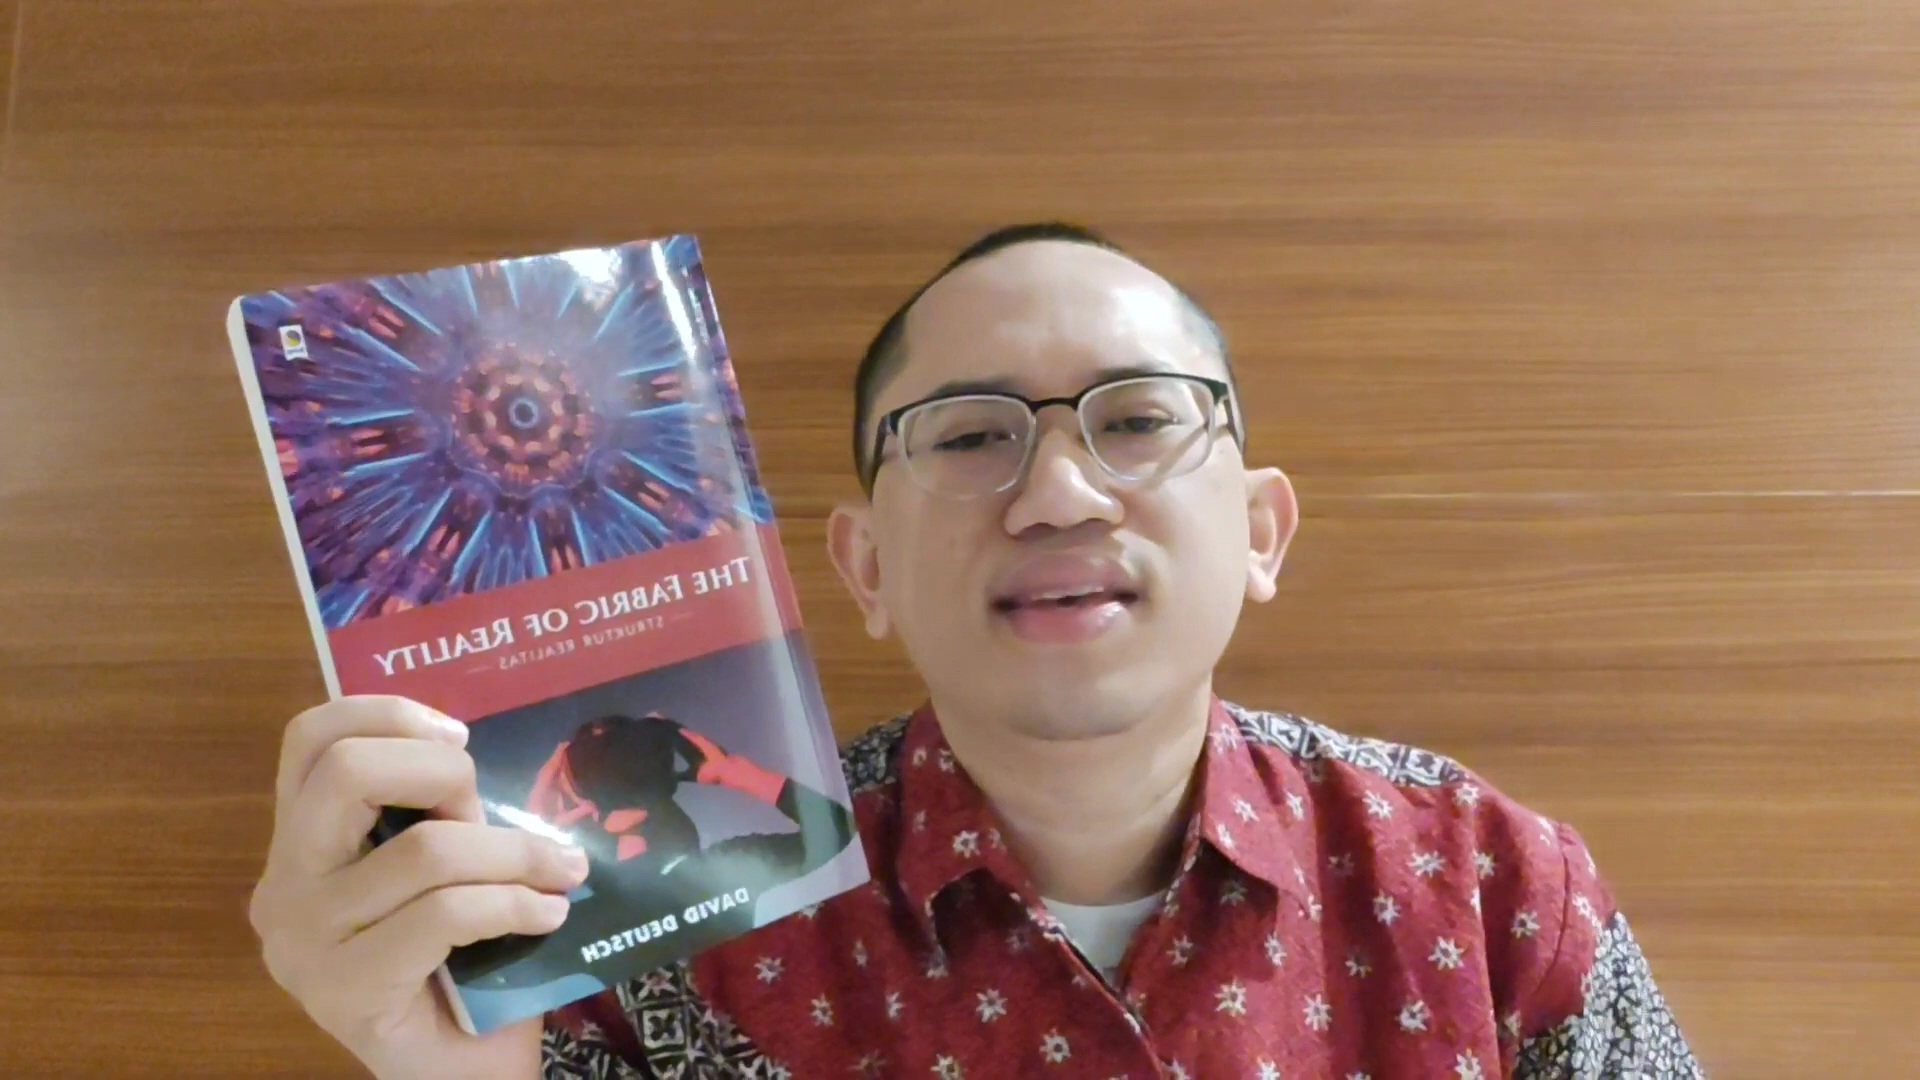 THE FABRIC OF REALITY
STRUKTUR REALITAS
DAVID DEUTSCH